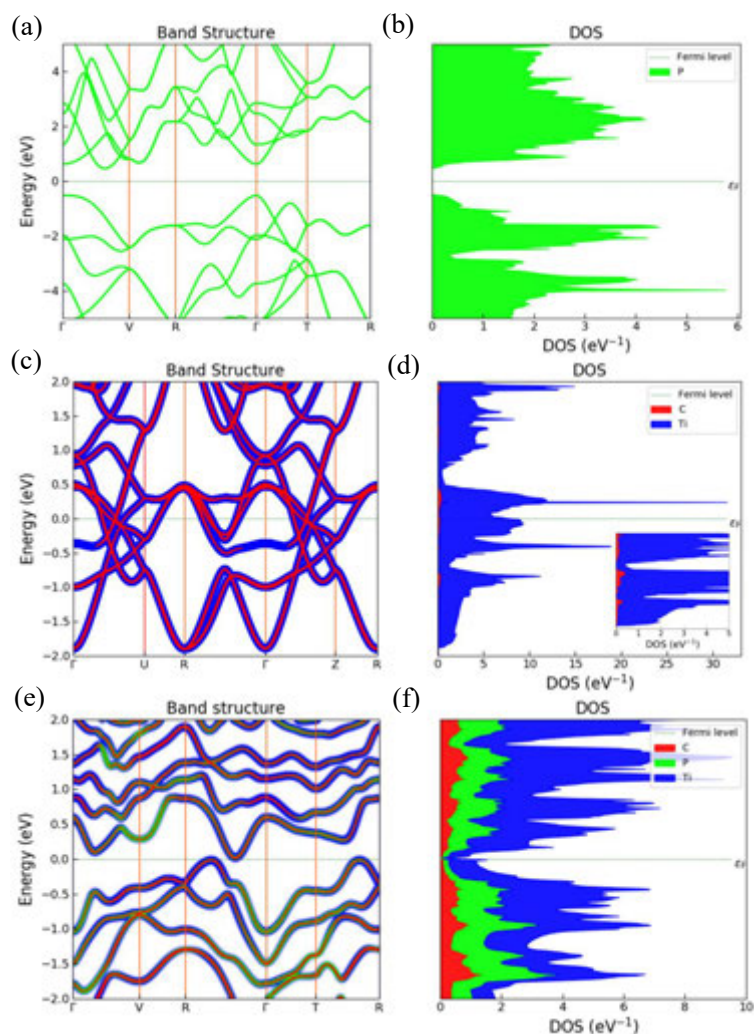 (a) Band Structure
Energy (eV)
4
2
0
−2
−4
Γ V R Γ T R
(b) DOS
Fermi level
P
εF
0 1 2 3 4 5 6
DOS (eV⁻¹)
(c) Band Structure
Energy (eV)
2.0
1.5
1.0
0.5
0.0
−0.5
−1.0
−1.5
−2.0
Γ U R Γ Z R
(d) DOS
Fermi level
C
Ti
εF
0 1 2 3 4 5
DOS (eV⁻¹)
0 5 10 15 20 25 30
DOS (eV⁻¹)
(e) Band structure
Energy (eV)
2.0
1.5
1.0
0.5
0.0
−0.5
−1.0
−1.5
−2.0
Γ V R Γ T R
(f) DOS
Fermi level
C
P
Ti
εF
0 2 4 6 8 10
DOS (eV⁻¹)